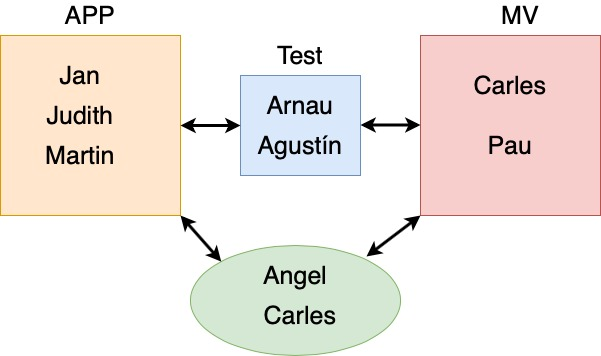 APP
Jan
Judith
Martin
Test
Arnau
Agustín
MV
Carles
Pau
Angel
Carles